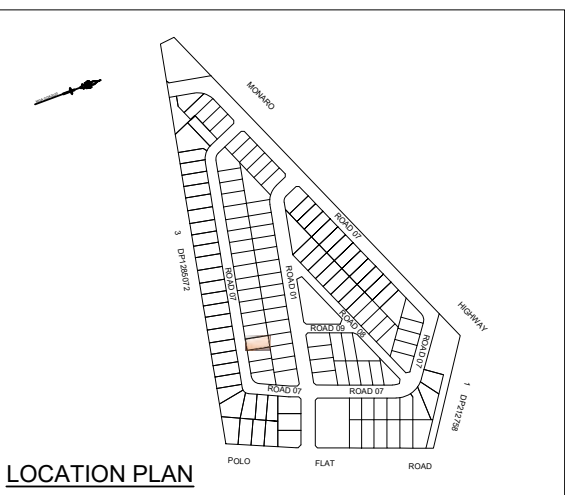 MONARO
ROAD 07
3 DP1285072
ROAD 07
ROAD 01
ROAD 08
ROAD 09
HIGHWAY
ROAD 07
ROAD 07
ROAD 07
1 DP212758
LOCATION PLAN
POLO FLAT ROAD